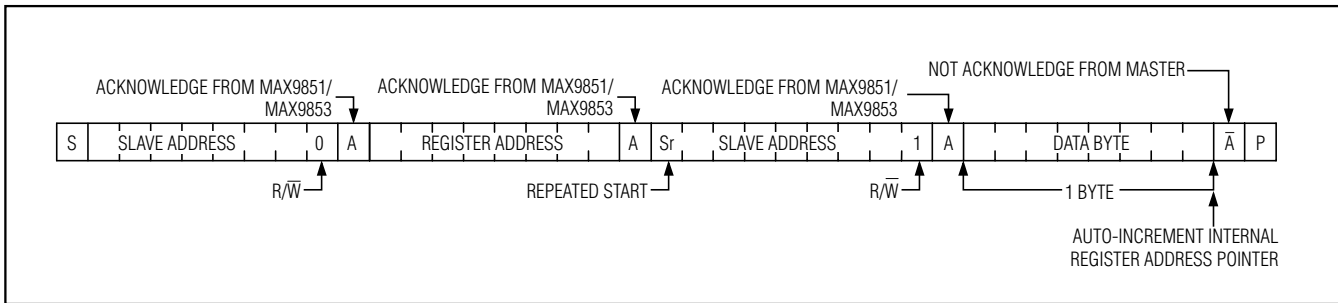 NOT ACKNOWLEDGE FROM MASTER
ACKNOWLEDGE FROM MAX9851/
MAX9853
ACKNOWLEDGE FROM MAX9851/
MAX9853
ACKNOWLEDGE FROM MAX9851/
MAX9853
S SLAVE ADDRESS 0 A REGISTER ADDRESS A Sr SLAVE ADDRESS 1 A DATA BYTE A̅ P
R/W̅ REPEATED START R/W̅ 1 BYTE
AUTO-INCREMENT INTERNAL
REGISTER ADDRESS POINTER